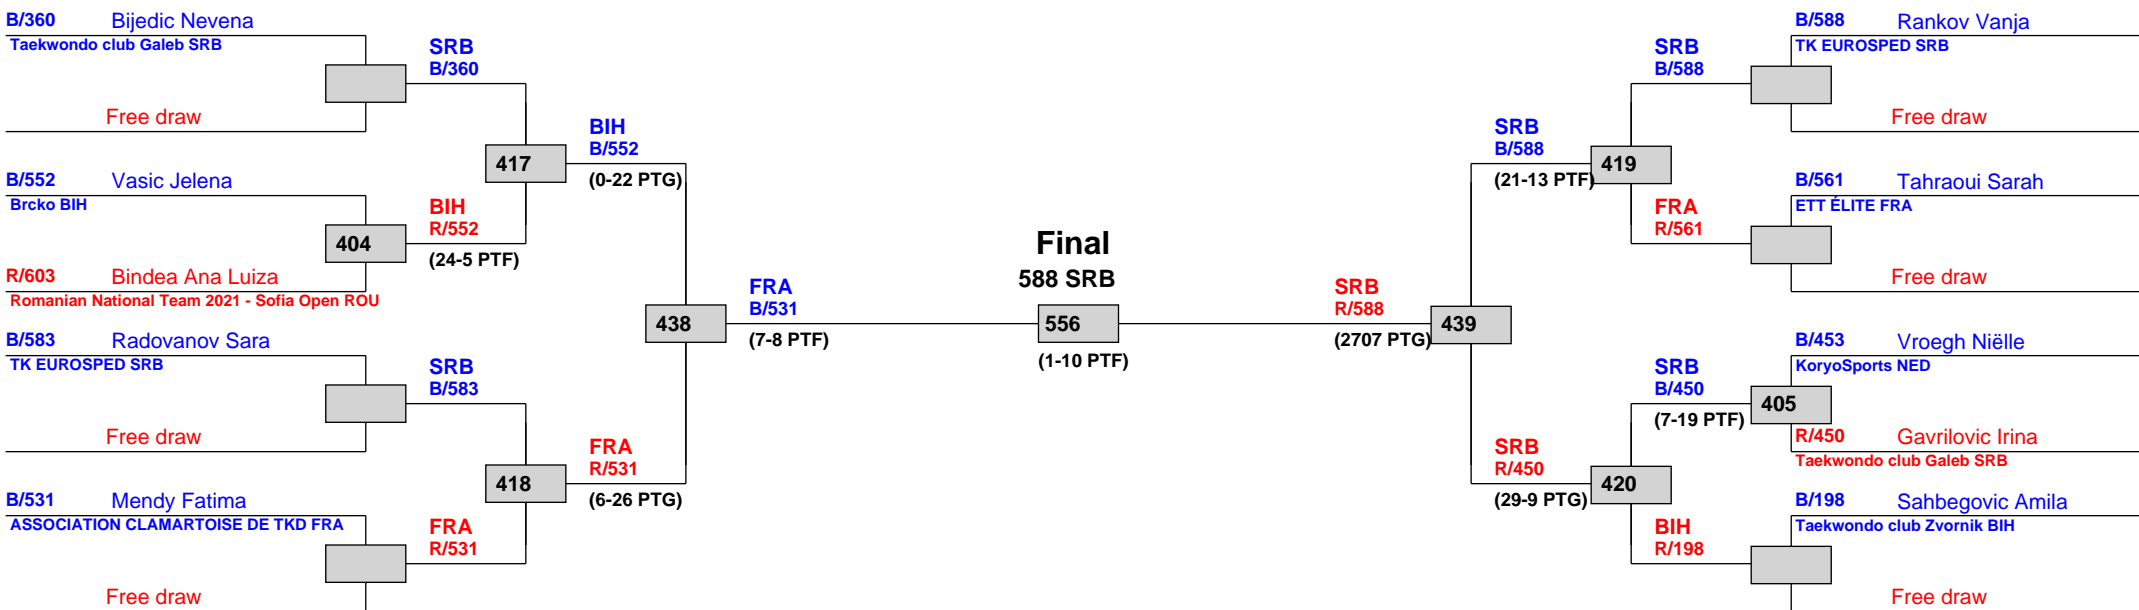 B/360 Bijedic Nevena
Taekwondo club Galeb SRB
Free draw
B/552 Vasic Jelena
Brcko BIH
404
R/603 Bindea Ana Luiza
Romanian National Team 2021 - Sofia Open ROU
B/583 Radovanov Sara
TK EUROSPED SRB
Free draw
B/531 Mendy Fatima
ASSOCIATION CLAMARTOISE DE TKD FRA
Free draw
SRB
B/360
417
BIH
R/552
(24-5 PTF)
SRB
B/583
418
FRA
R/531
BIH
B/552
(0-22 PTG)
438
FRA
R/531
(6-26 PTG)
FRA
B/531
(7-8 PTF)
Final
588 SRB
556
(1-10 PTF)
SRB
R/588
(2707 PTG)
439
SRB
B/588
(21-13 PTF)
419
SRB
R/450
(29-9 PTG)
420
SRB
B/588
FRA
R/561
SRB
B/450
(7-19 PTF)
405
BIH
R/198
B/588 Rankov Vanja
TK EUROSPED SRB
Free draw
B/561 Tahraoui Sarah
ETT ÉLITE FRA
Free draw
B/453 Vroegh Niëlle
KoryoSports NED
R/450 Gavrilovic Irina
Taekwondo club Galeb SRB
B/198 Sahbegovic Amila
Taekwondo club Zvornik BIH
Free draw